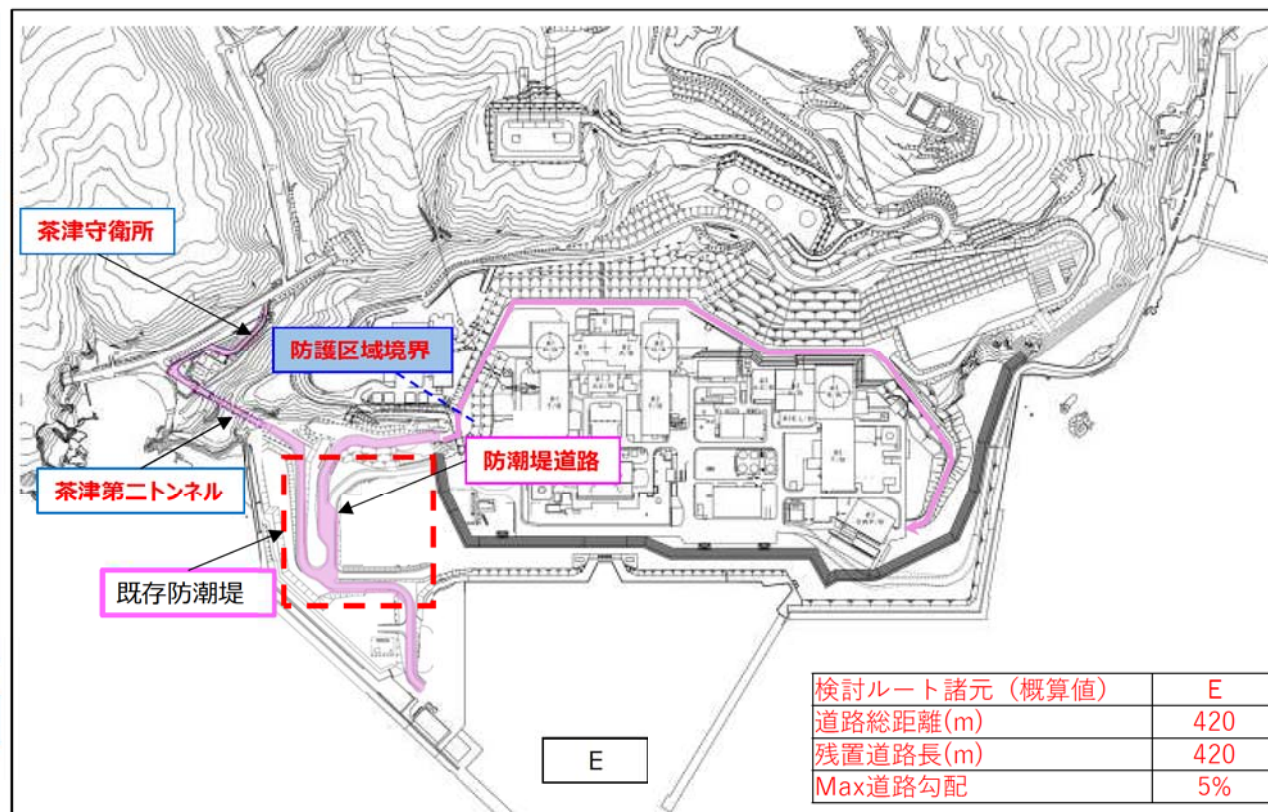 茶津守衛所
防護区域境界
防潮堤道路
茶津第二トンネル
既存防潮堤
E
検討ルート諸元（概算値） E
道路総距離(m) 420
残置道路長(m) 420
Max道路勾配 5%